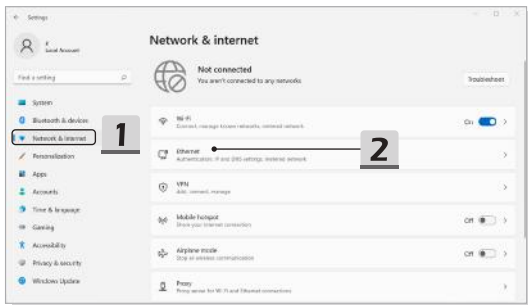 Settings
Network & internet
Local Account
Not connected
You aren't connected to any networks
Troubleshoot
Find a setting
System
Bluetooth & devices
Network & internet
Personalization
Apps
Accounts
Time & language
Gaming
Accessibility
Privacy & security
Windows Update
1
Wi-Fi
Connect, manage known networks, metered network
On
2
Ethernet
Authentication, IP and DNS settings, metered network
VPN
Add, connect, manage
Mobile hotspot
Share your internet connection
Off
Airplane mode
Stop all wireless communication
Off
Proxy
Proxy server for Wi-Fi and Ethernet connections